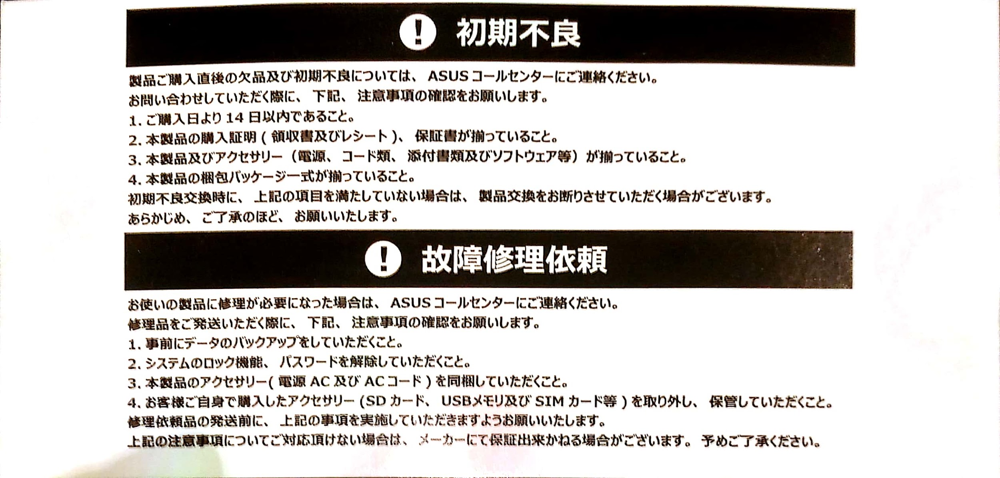 ! 初期不良
製品ご購入直後の欠品及び初期不良については、 ASUS コールセンターにご連絡ください。
お問い合わせしていただく際に、 下記、 注意事項の確認をお願いします。
1. ご購入日より 14 日以内であること。
2. 本製品の購入証明 ( 領収書及びレシート )、 保証書が揃っていること。
3. 本製品及びアクセサリー（電源、 コード類、 添付書類及びソフトウェア等）が揃っていること。
4. 本製品の梱包パッケージ一式が揃っていること。
初期不良交換時に、 上記の項目を満たしていない場合は、 製品交換をお断りさせていただく場合がございます。
あらかじめ、 ご了承のほど、 お願いいたします。
! 故障修理依頼
お使いの製品に修理が必要になった場合は、 ASUS コールセンターにご連絡ください。
修理品をご発送いただく際に、 下記、 注意事項の確認をお願いします。
1. 事前にデータのバックアップをしていただくこと。
2. システムのロック機能、 パスワードを解除していただくこと。
3. 本製品のアクセサリー( 電源 AC 及び AC コード ) を同梱していただくこと。
4. お客様ご自身で購入したアクセサリー (SD カード、 USBメモリ及び SIM カード等 ) を取り外し、 保管していただくこと。
修理依頼品の発送前に、 上記の事項を実施していただきますようお願いいたします。
上記の注意事項についてご対応頂けない場合は、 メーカーにて保証出来かねる場合がございます。 予めご了承ください。